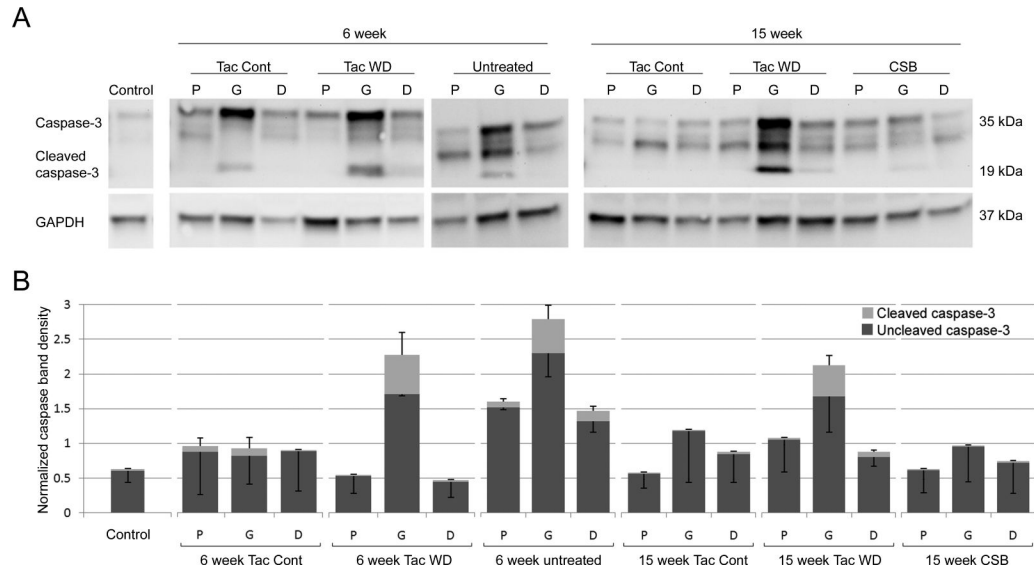 A
6 week
15 week
Tac Cont
Tac WD
Untreated
Tac Cont
Tac WD
CSB
Control
P G D P G D P G D P G D P G D P G D
Caspase-3
35 kDa
Cleaved
caspase-3
19 kDa
GAPDH
37 kDa
B
Normalized caspase band density
3
2.5
2
1.5
1
0.5
0
Cleaved caspase-3
Uncleaved caspase-3
Control
P G D P G D P G D P G D P G D P G D
6 week Tac Cont
6 week Tac WD
6 week untreated
15 week Tac Cont
15 week Tac WD
15 week CSB